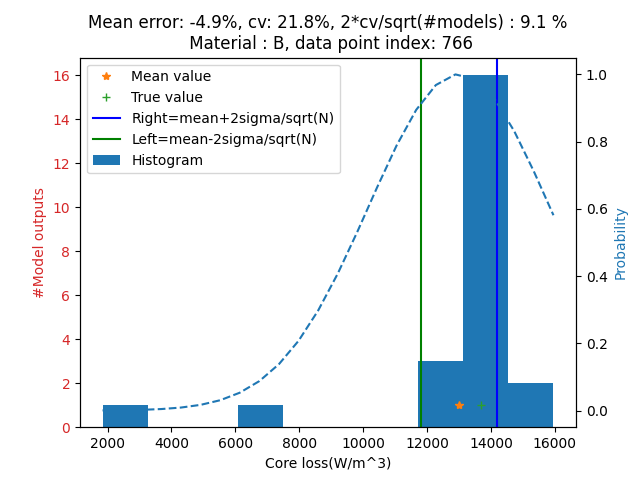 Mean error: -4.9%, cv: 21.8%, 2*cv/sqrt(#models) : 9.1 %
Material : B, data point index: 766
Mean value
True value
Right=mean+2sigma/sqrt(N)
Left=mean-2sigma/sqrt(N)
Histogram
16
14
12
10
8
6
4
2
0
#Model outputs
1.0
0.8
0.6
0.4
0.2
0.0
Probability
2000 4000 6000 8000 10000 12000 14000 16000
Core loss(W/m^3)